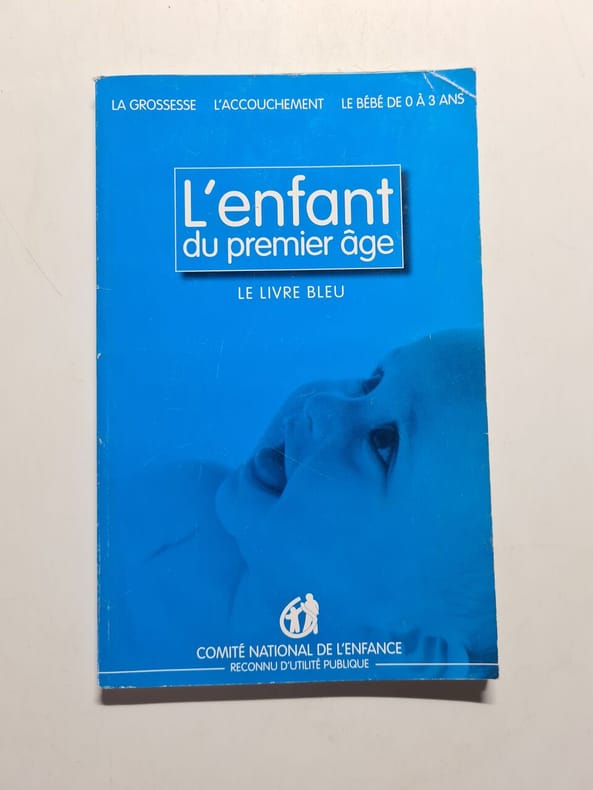 LA GROSSESSE L'ACCOUCHEMENT LE BÉBÉ DE 0 À 3 ANS
L'enfant
du premier âge
LE LIVRE BLEU
COMITÉ NATIONAL DE L'ENFANCE
RECONNU D'UTILITÉ PUBLIQUE